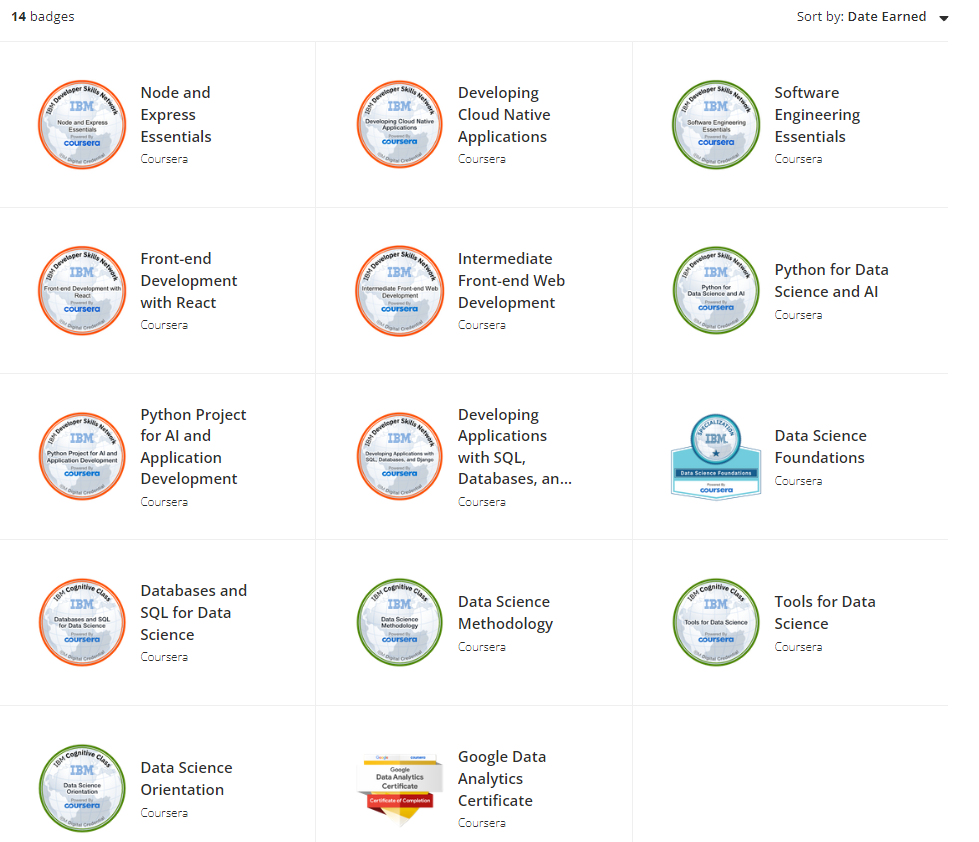 14 badges
Sort by: Date Earned
IBM Developer Skills Network
IBM
Node and Express
Essentials
Powered By
coursera
IBM Digital Credential
Node and
Express
Essentials
Coursera
IBM Developer Skills Network
IBM
Developing Cloud Native
Applications
Powered By
coursera
IBM Digital Credential
Developing
Cloud Native
Applications
Coursera
IBM Developer Skills Network
IBM
Software Engineering
Essentials
Powered By
coursera
IBM Digital Credential
Software
Engineering
Essentials
Coursera
IBM Developer Skills Network
IBM
Front-end Development with
React
Powered By
coursera
IBM Digital Credential
Front-end
Development
with React
Coursera
IBM Developer Skills Network
IBM
Intermediate Front-end Web
Development
Powered By
coursera
IBM Digital Credential
Intermediate
Front-end Web
Development
Coursera
IBM Developer Skills Network
IBM
Python for
Data Science and AI
Powered By
coursera
IBM Digital Credential
Python for Data
Science and AI
Coursera
IBM Developer Skills Network
IBM
Python Project for AI and
Application Development
Powered By
coursera
IBM Digital Credential
Python Project
for AI and
Application
Development
Coursera
IBM Developer Skills Network
IBM
Developing Applications with
SQL, Databases, and Django
Powered By
coursera
IBM Digital Credential
Developing
Applications
with SQL,
Databases, an...
Coursera
SPECIALIZATION
IBM
Data Science Foundations
Powered By
coursera
Data Science
Foundations
Coursera
IBM Cognitive Class
IBM
Databases and SQL
for Data Science
Powered By
coursera
IBM Digital Credential
Databases and
SQL for Data
Science
Coursera
IBM Cognitive Class
IBM
Data Science
Methodology
Powered By
coursera
IBM Digital Credential
Data Science
Methodology
Coursera
IBM Cognitive Class
IBM
Tools for Data Science
Powered By
coursera
IBM Digital Credential
Tools for Data
Science
Coursera
IBM Cognitive Class
IBM
Data Science
Orientation
Powered By
coursera
IBM Digital Credential
Data Science
Orientation
Coursera
Google coursera
Google
Data Analytics
Certificate
Certificate of Completion
Google Data
Analytics
Certificate
Coursera